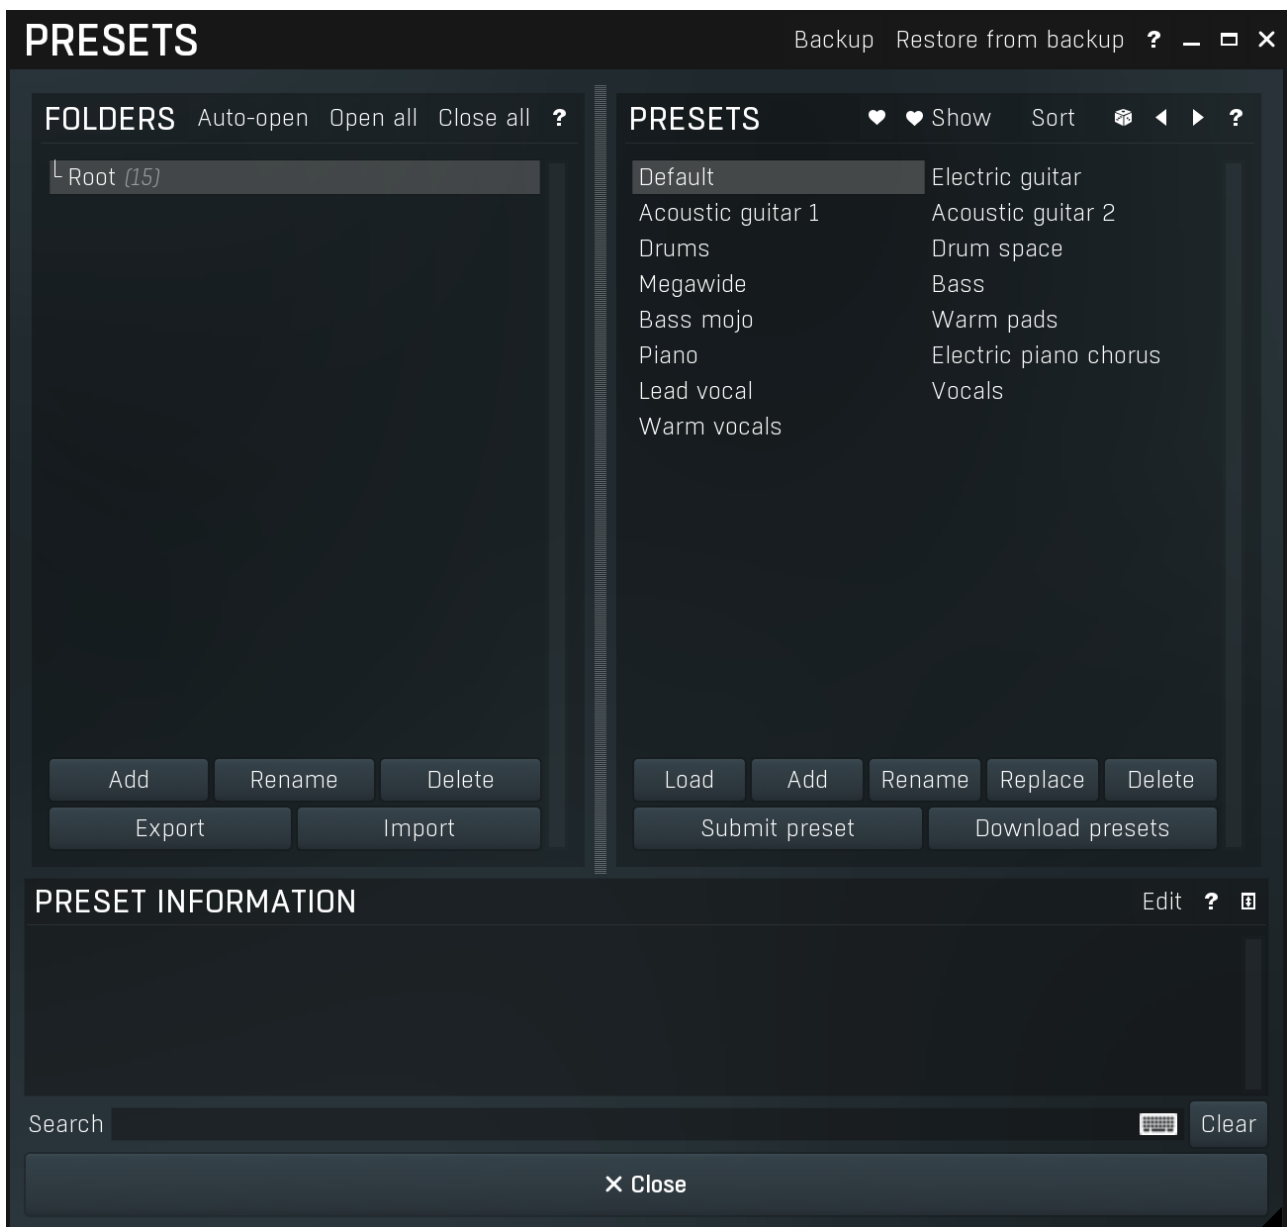 PRESETS Backup Restore from backup ?
FOLDERS Auto-open Open all Close all ?
└ Root (15)
Add Rename Delete
Export Import
PRESETS ♥ ♥ Show Sort ?
Default Electric guitar
Acoustic guitar 1 Acoustic guitar 2
Drums Drum space
Megawide Bass
Bass mojo Warm pads
Piano Electric piano chorus
Lead vocal Vocals
Warm vocals
Load Add Rename Replace Delete
Submit preset Download presets
PRESET INFORMATION Edit ?
Search Clear
Close